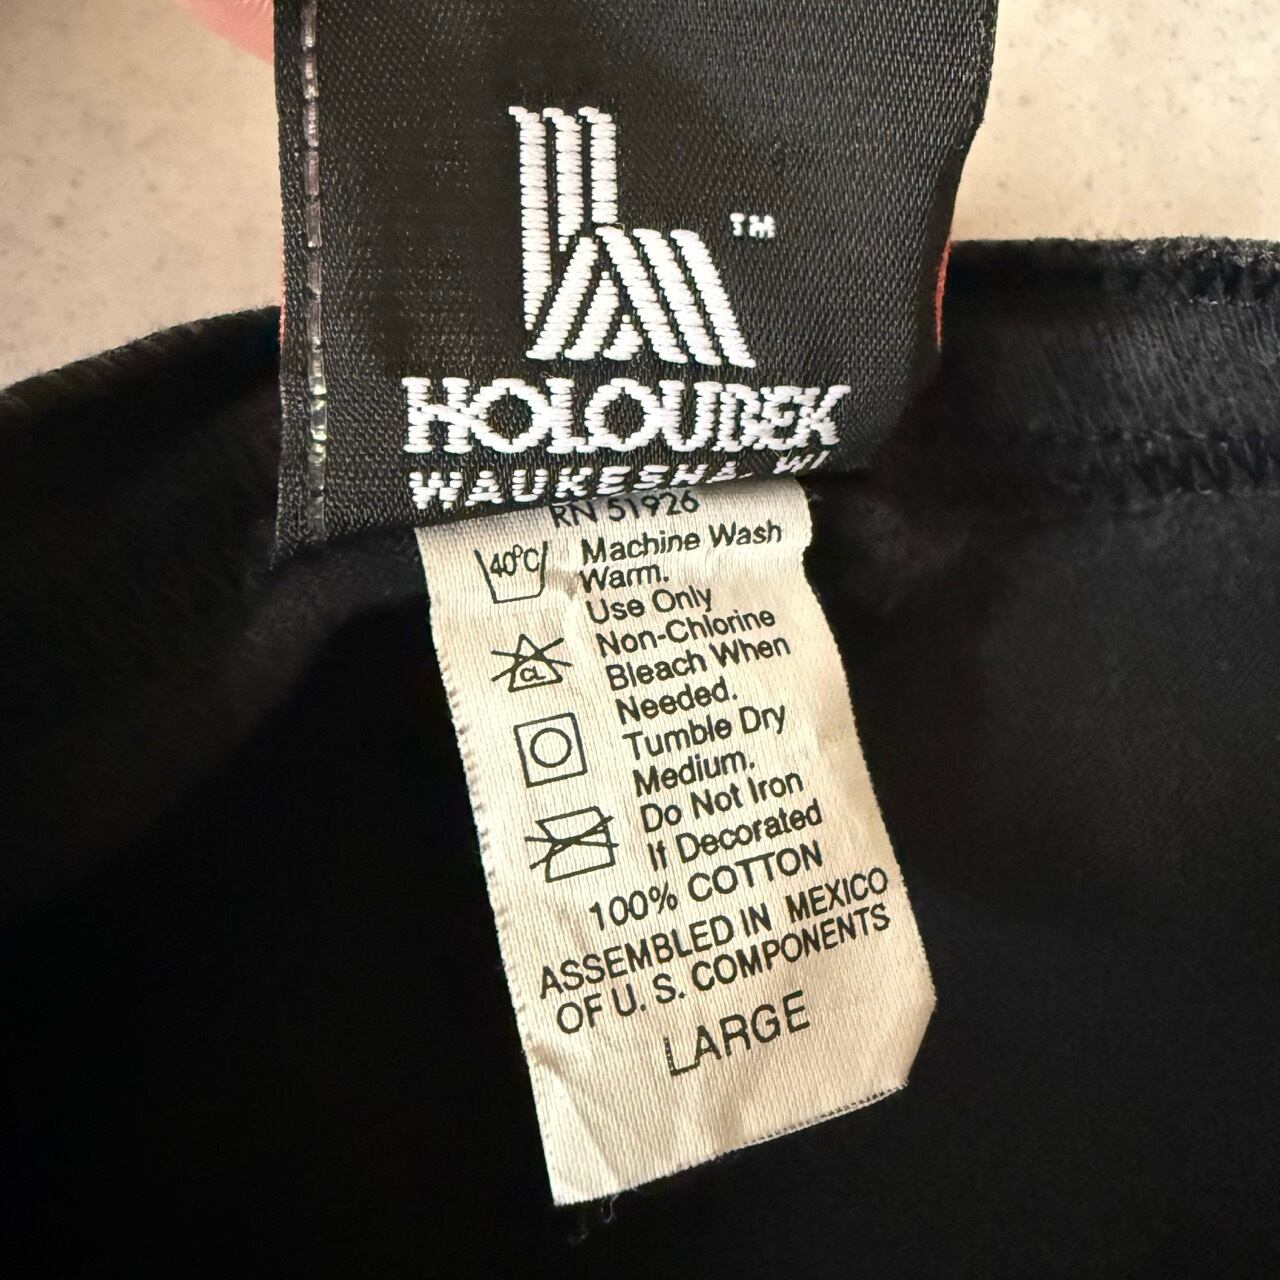 TM
HOLOUBEK
WAUKESHA, WI
RN 51926
40°C
Machine Wash
Warm.
Use Only
Non-Chlorine
CL
Bleach When
Needed.
Tumble Dry
Medium.
Do Not Iron
If Decorated
100% COTTON
ASSEMBLED IN MEXICO
OF U. S. COMPONENTS
LARGE